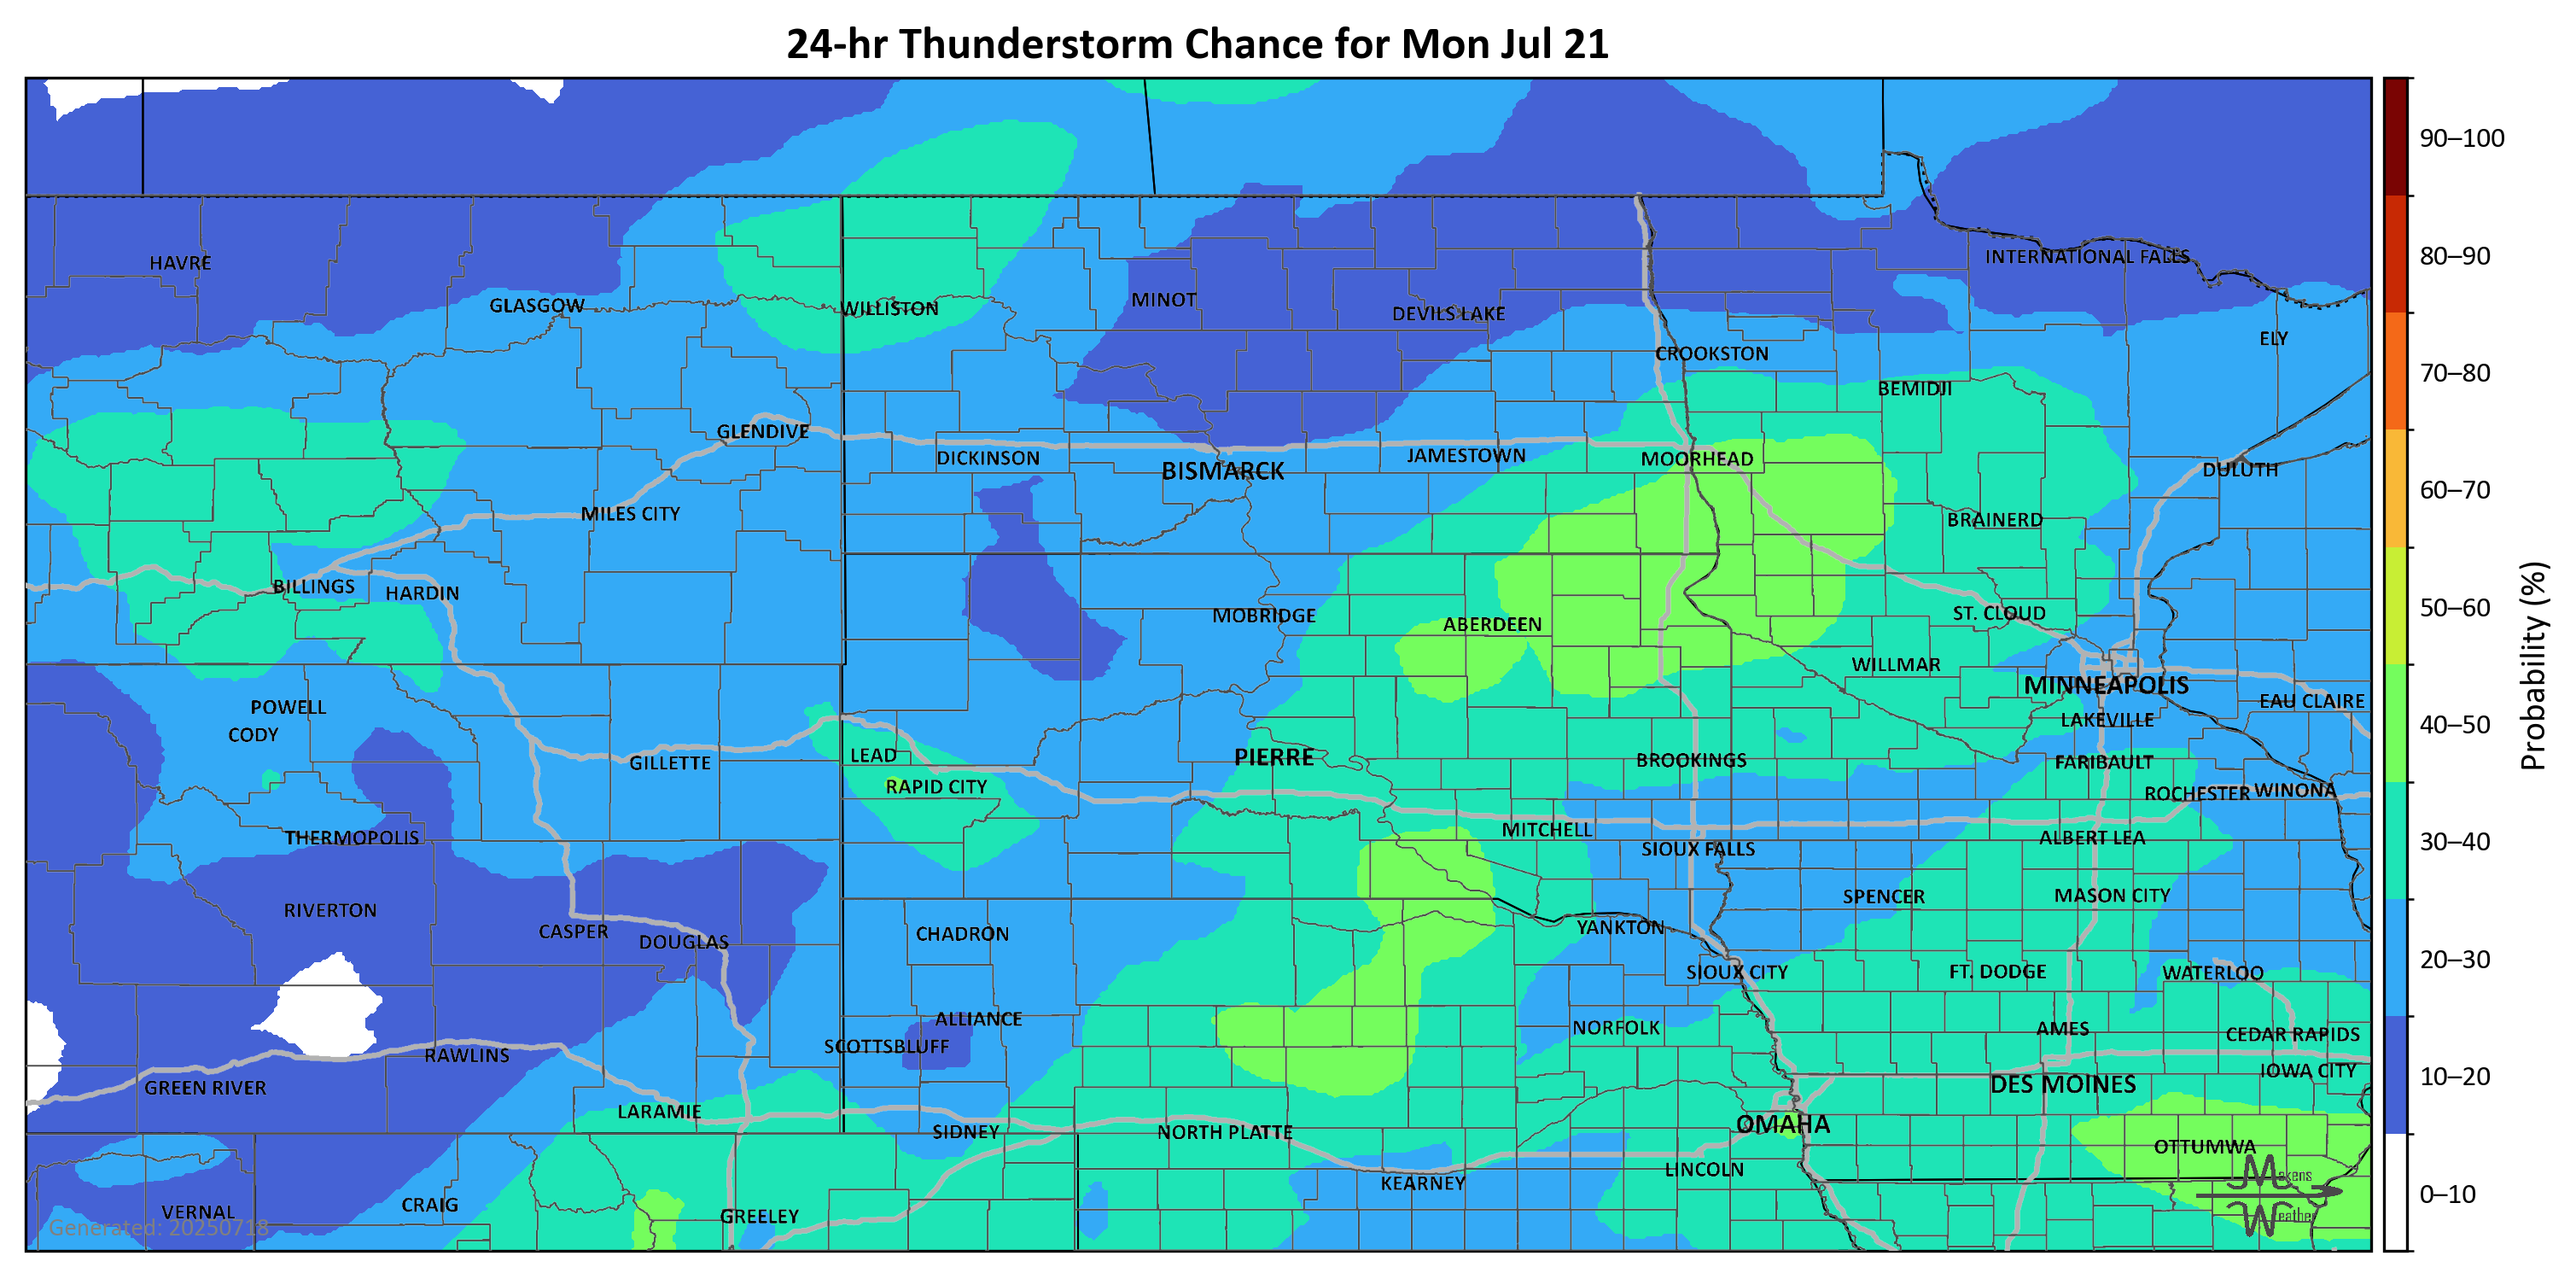 24-hr Thunderstorm Chance for Mon Jul 21
90–100
HAVRE
INTERNATIONAL FALLS
80–90
GLASGOW
WILLISTON
MINOT
DEVILS LAKE
ELY
CROOKSTON
70–80
BEMIDJI
GLENDIVE
DICKINSON
BISMARCK
JAMESTOWN
MOORHEAD
DULUTH
60–70
MILES CITY
BRAINERD
BILLINGS
HARDIN
MOBRIDGE
ABERDEEN
ST. CLOUD
50–60
WILLMAR
MINNEAPOLIS
EAU CLAIRE
POWELL
CODY
LAKEVILLE
40–50
Probability (%)
LEAD
GILLETTE
PIERRE
BROOKINGS
FARIBAULT
RAPID CITY
ROCHESTER
WINONA
THERMOPOLIS
MITCHELL
ALBERT LEA
30–40
SIOUX FALLS
RIVERTON
SPENCER
MASON CITY
CASPER
DOUGLAS
CHADRON
YANKTON
20–30
SIOUX CITY
FT. DODGE
WATERLOO
ALLIANCE
NORFOLK
AMES
CEDAR RAPIDS
SCOTTSBLUFF
RAWLINS
IOWA CITY
10–20
GREEN RIVER
DES MOINES
LARAMIE
SIDNEY
NORTH PLATTE
OMAHA
OTTUMWA
LINCOLN
KEARNEY
Makens
Weather
0–10
CRAIG
VERNAL
GREELEY
Generated: 20250718